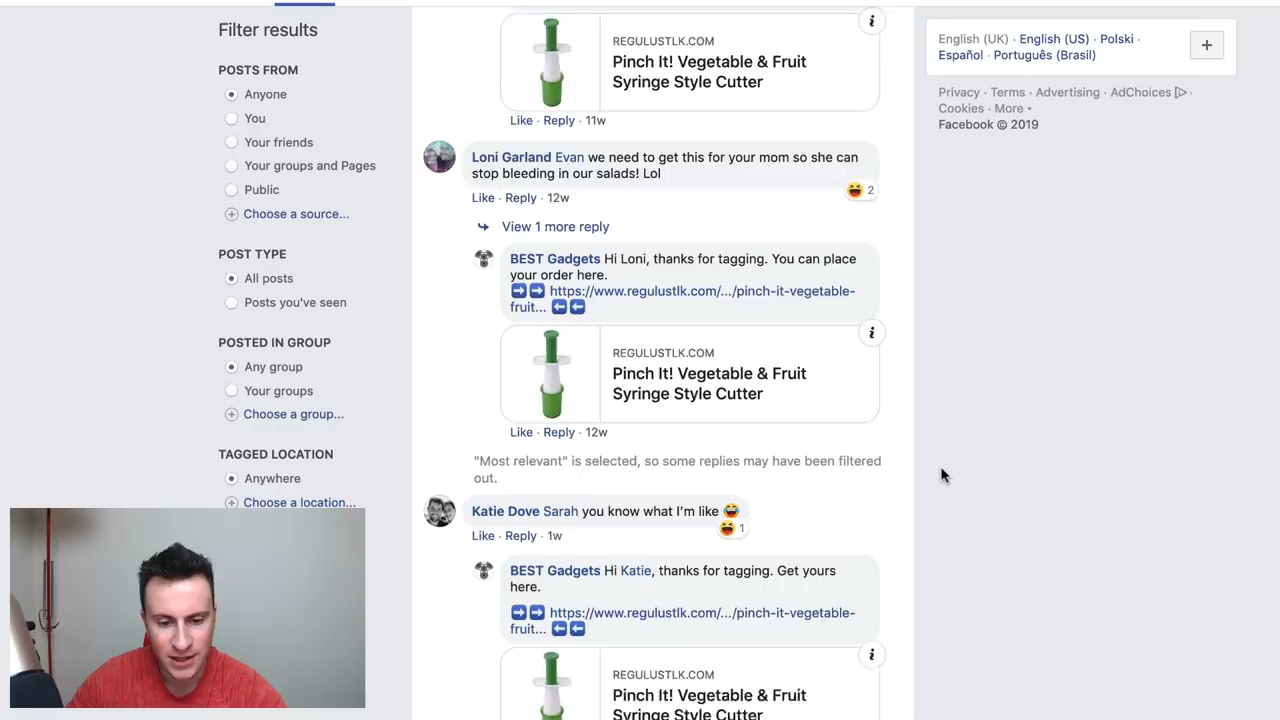 Filter results
POSTS FROM
Anyone
You
Your friends
Your groups and Pages
Public
Choose a source...
POST TYPE
All posts
Posts you've seen
POSTED IN GROUP
Any group
Your groups
Choose a group...
TAGGED LOCATION
Anywhere
Choose a location...
REGULUSTLK.COM
Pinch It! Vegetable & Fruit
Syringe Style Cutter
Like · Reply · 11w
Loni Garland Evan we need to get this for your mom so she can
stop bleeding in our salads! Lol
2
Like · Reply · 12w
View 1 more reply
BEST Gadgets Hi Loni, thanks for tagging. You can place
your order here.
https://www.regulustlk.com/.../pinch-it-vegetable-
fruit...
REGULUSTLK.COM
Pinch It! Vegetable & Fruit
Syringe Style Cutter
Like · Reply · 12w
"Most relevant" is selected, so some replies may have been filtered
out.
Katie Dove Sarah you know what I'm like
1
Like · Reply · 1w
BEST Gadgets Hi Katie, thanks for tagging. Get yours
here.
https://www.regulustlk.com/.../pinch-it-vegetable-
fruit...
REGULUSTLK.COM
Pinch It! Vegetable & Fruit
Syringe Style Cutter
English (UK) · English (US) · Polski ·
Español · Português (Brasil)
Privacy · Terms · Advertising · AdChoices ·
Cookies · More
Facebook © 2019